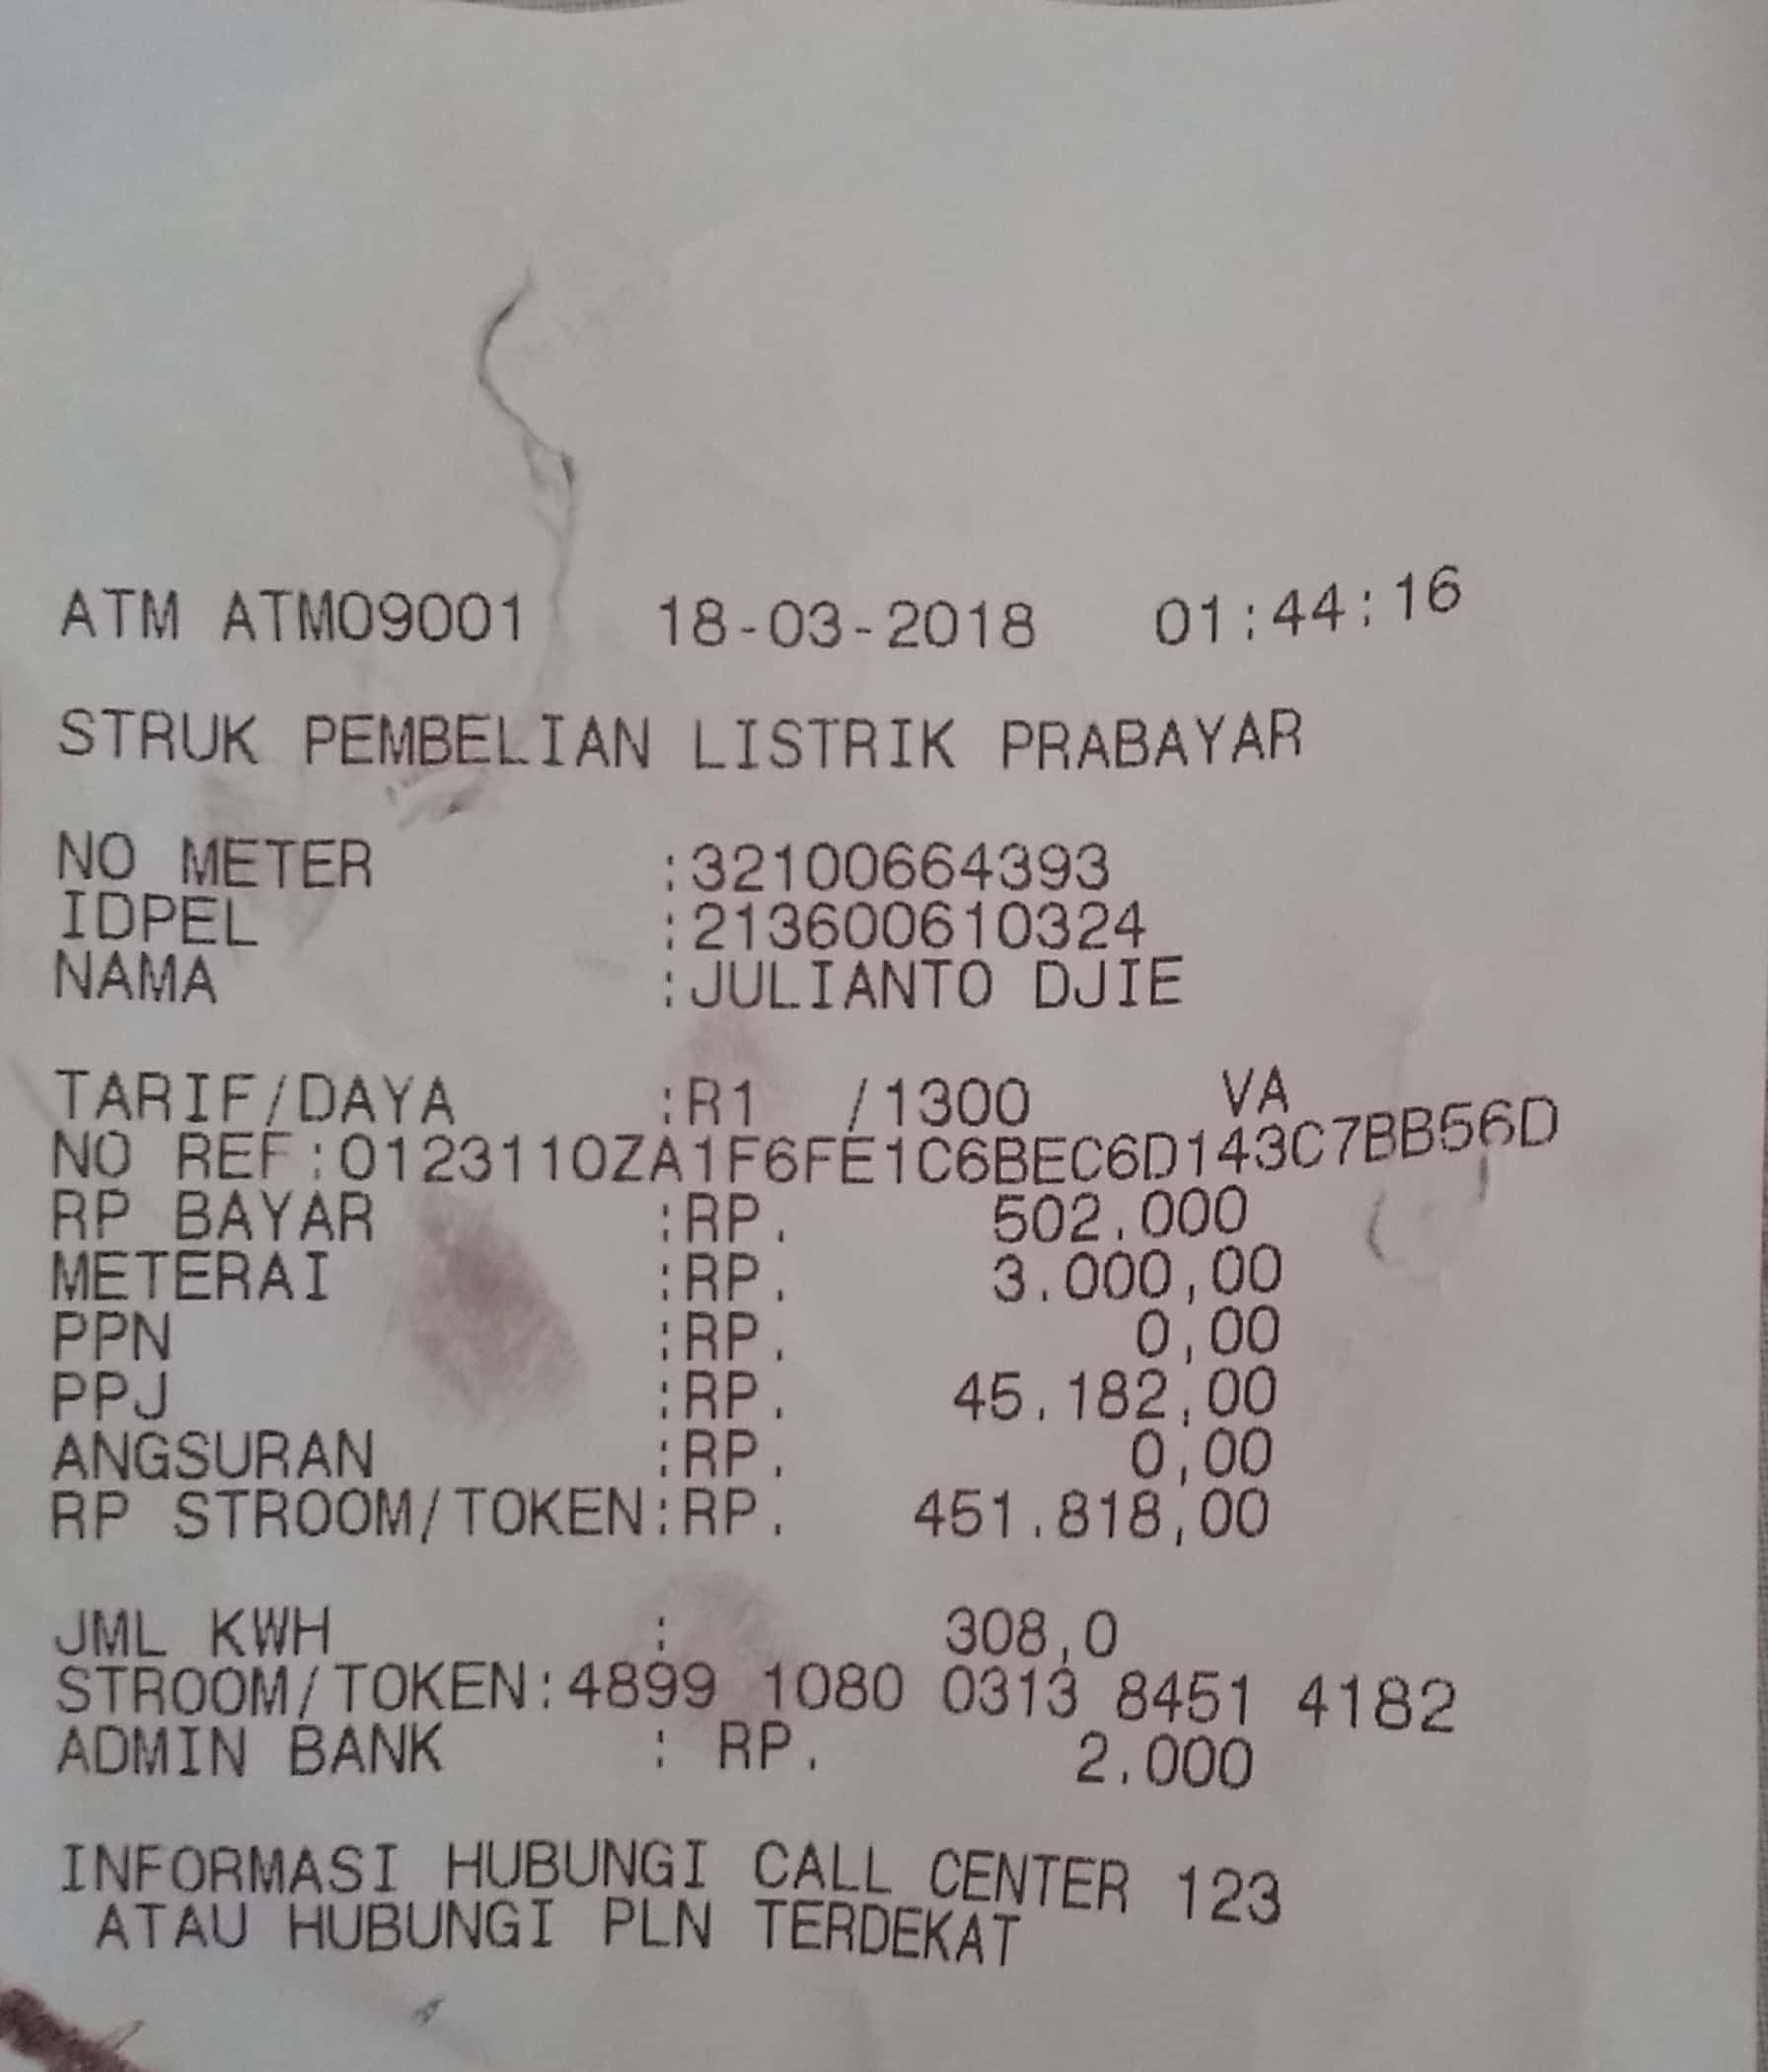 ATM ATM09001 18-03-2018 01:44:16
STRUK PEMBELIAN LISTRIK PRABAYAR
NO METER :32100664393
IDPEL :213600610324
NAMA :JULIANTO DJIE
TARIF/DAYA :R1 /1300 VA
NO REF:0123110ZA1F6FE1C6BEC6D143C7BB56D
RP BAYAR :RP. 502.000
METERAI :RP. 3.000,00
PPN :RP. 0,00
PPJ :RP. 45.182,00
ANGSURAN :RP. 0,00
RP STROOM/TOKEN:RP. 451.818,00
JML KWH : 308,0
STROOM/TOKEN:4899 1080 0313 8451 4182
ADMIN BANK : RP. 2.000
INFORMASI HUBUNGI CALL CENTER 123
ATAU HUBUNGI PLN TERDEKAT